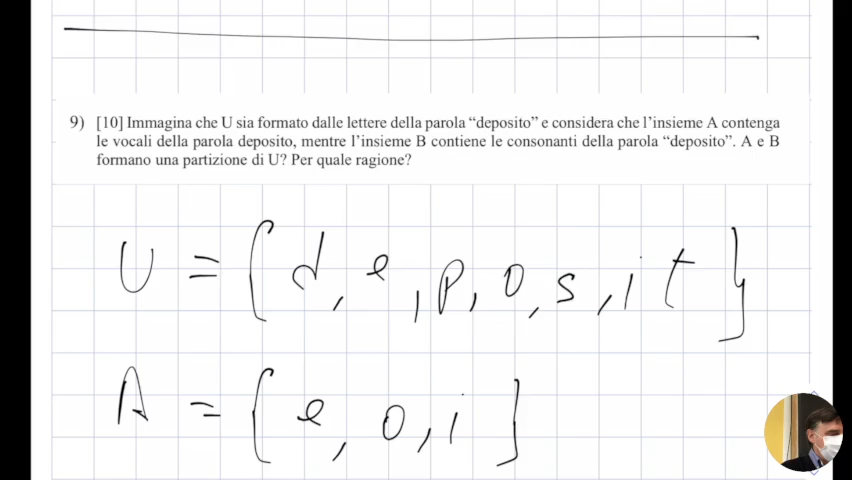 9) [10] Immagina che U sia formato dalle lettere della parola “deposito” e considera che l’insieme A contenga
le vocali della parola deposito, mentre l’insieme B contiene le consonanti della parola “deposito”. A e B
formano una partizione di U? Per quale ragione?
U = { d, e, p, o, s, i t }
A = { e, o, i }